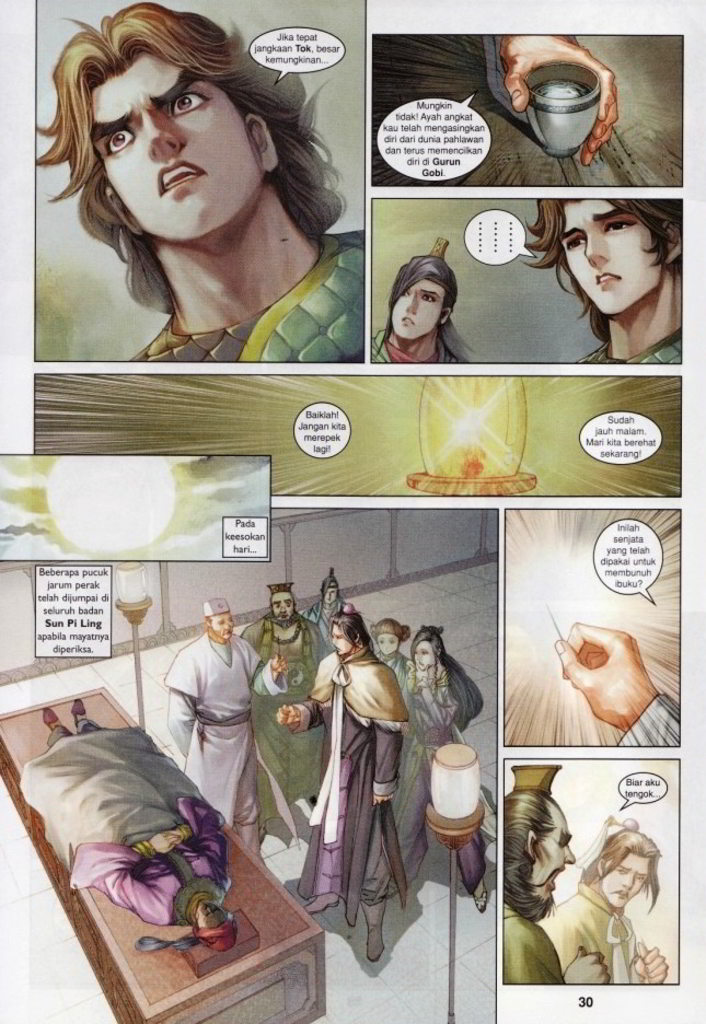 Jika tepat
jangkaan Tok, besar
kemungkinan...
Mungkin
tidak! Ayah angkat
kau telah mengasingkan
diri dari dunia pahlawan
dan terus memencilkan
diri di Gurun
Gobi.
Baiklah!
Jangan kita
merepek
lagi!
Sudah
jauh malam.
Mari kita berehat
sekarang!
Pada
keesokan
hari...
Beberapa pucuk
jarum perak
telah dijumpai di
seluruh badan
Sun Pi Ling
apabila mayatnya
diperiksa.
Inilah
senjata
yang telah
dipakai untuk
membunuh
ibuku?
Biar aku
tengok...
30